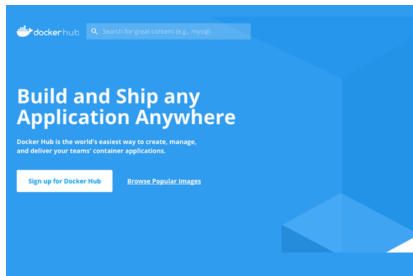 docker hub
Search for great content (e.g., mysql)
Build and Ship any
Application Anywhere
Docker Hub is the world's easiest way to create, manage,
and deliver your teams' container applications.
Sign up for Docker Hub
Browse Popular Images